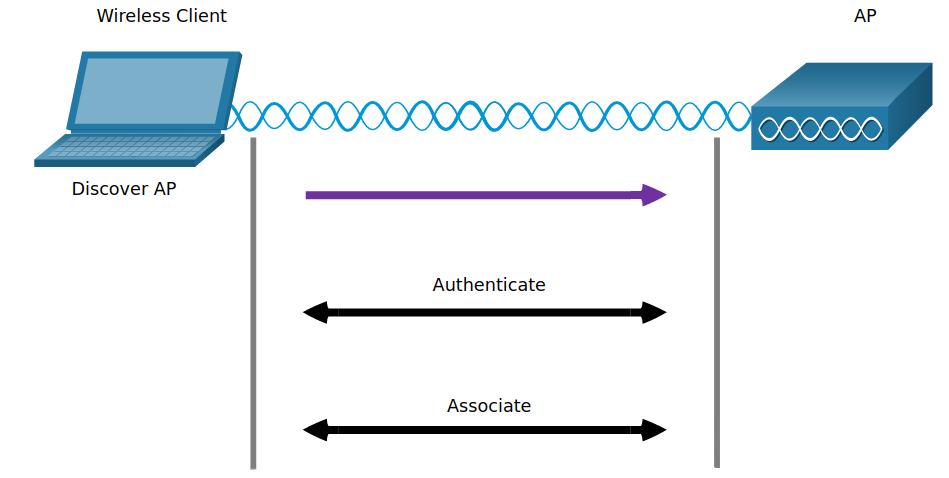 Wireless Client
AP
Discover AP
Authenticate
Associate